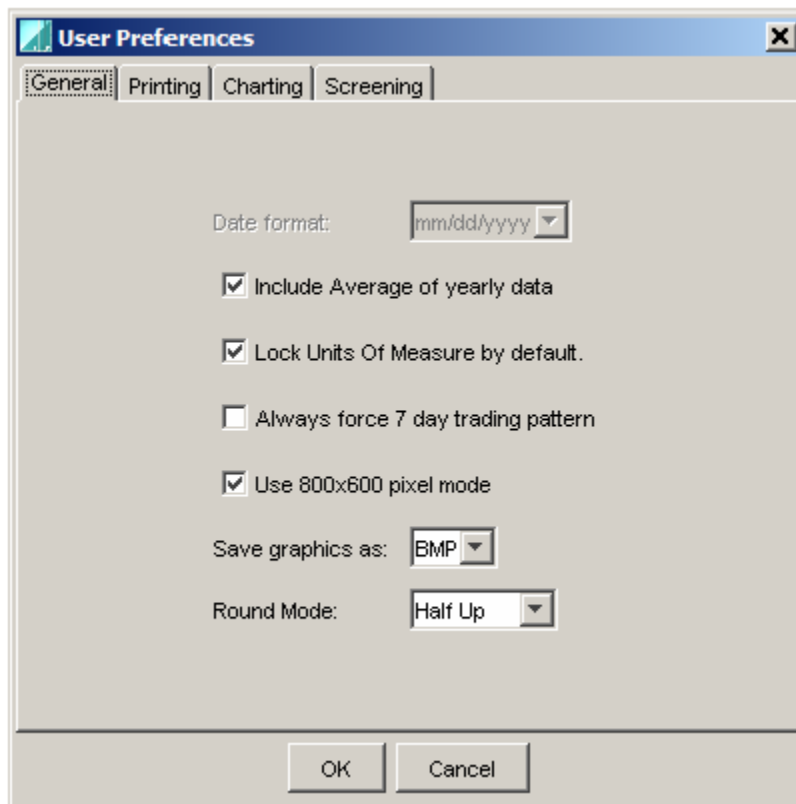 User Preferences
General Printing Charting Screening
Date format: mm/dd/yyyy
Include Average of yearly data
Lock Units Of Measure by default.
Always force 7 day trading pattern
Use 800x600 pixel mode
Save graphics as: BMP
Round Mode: Half Up
OK Cancel